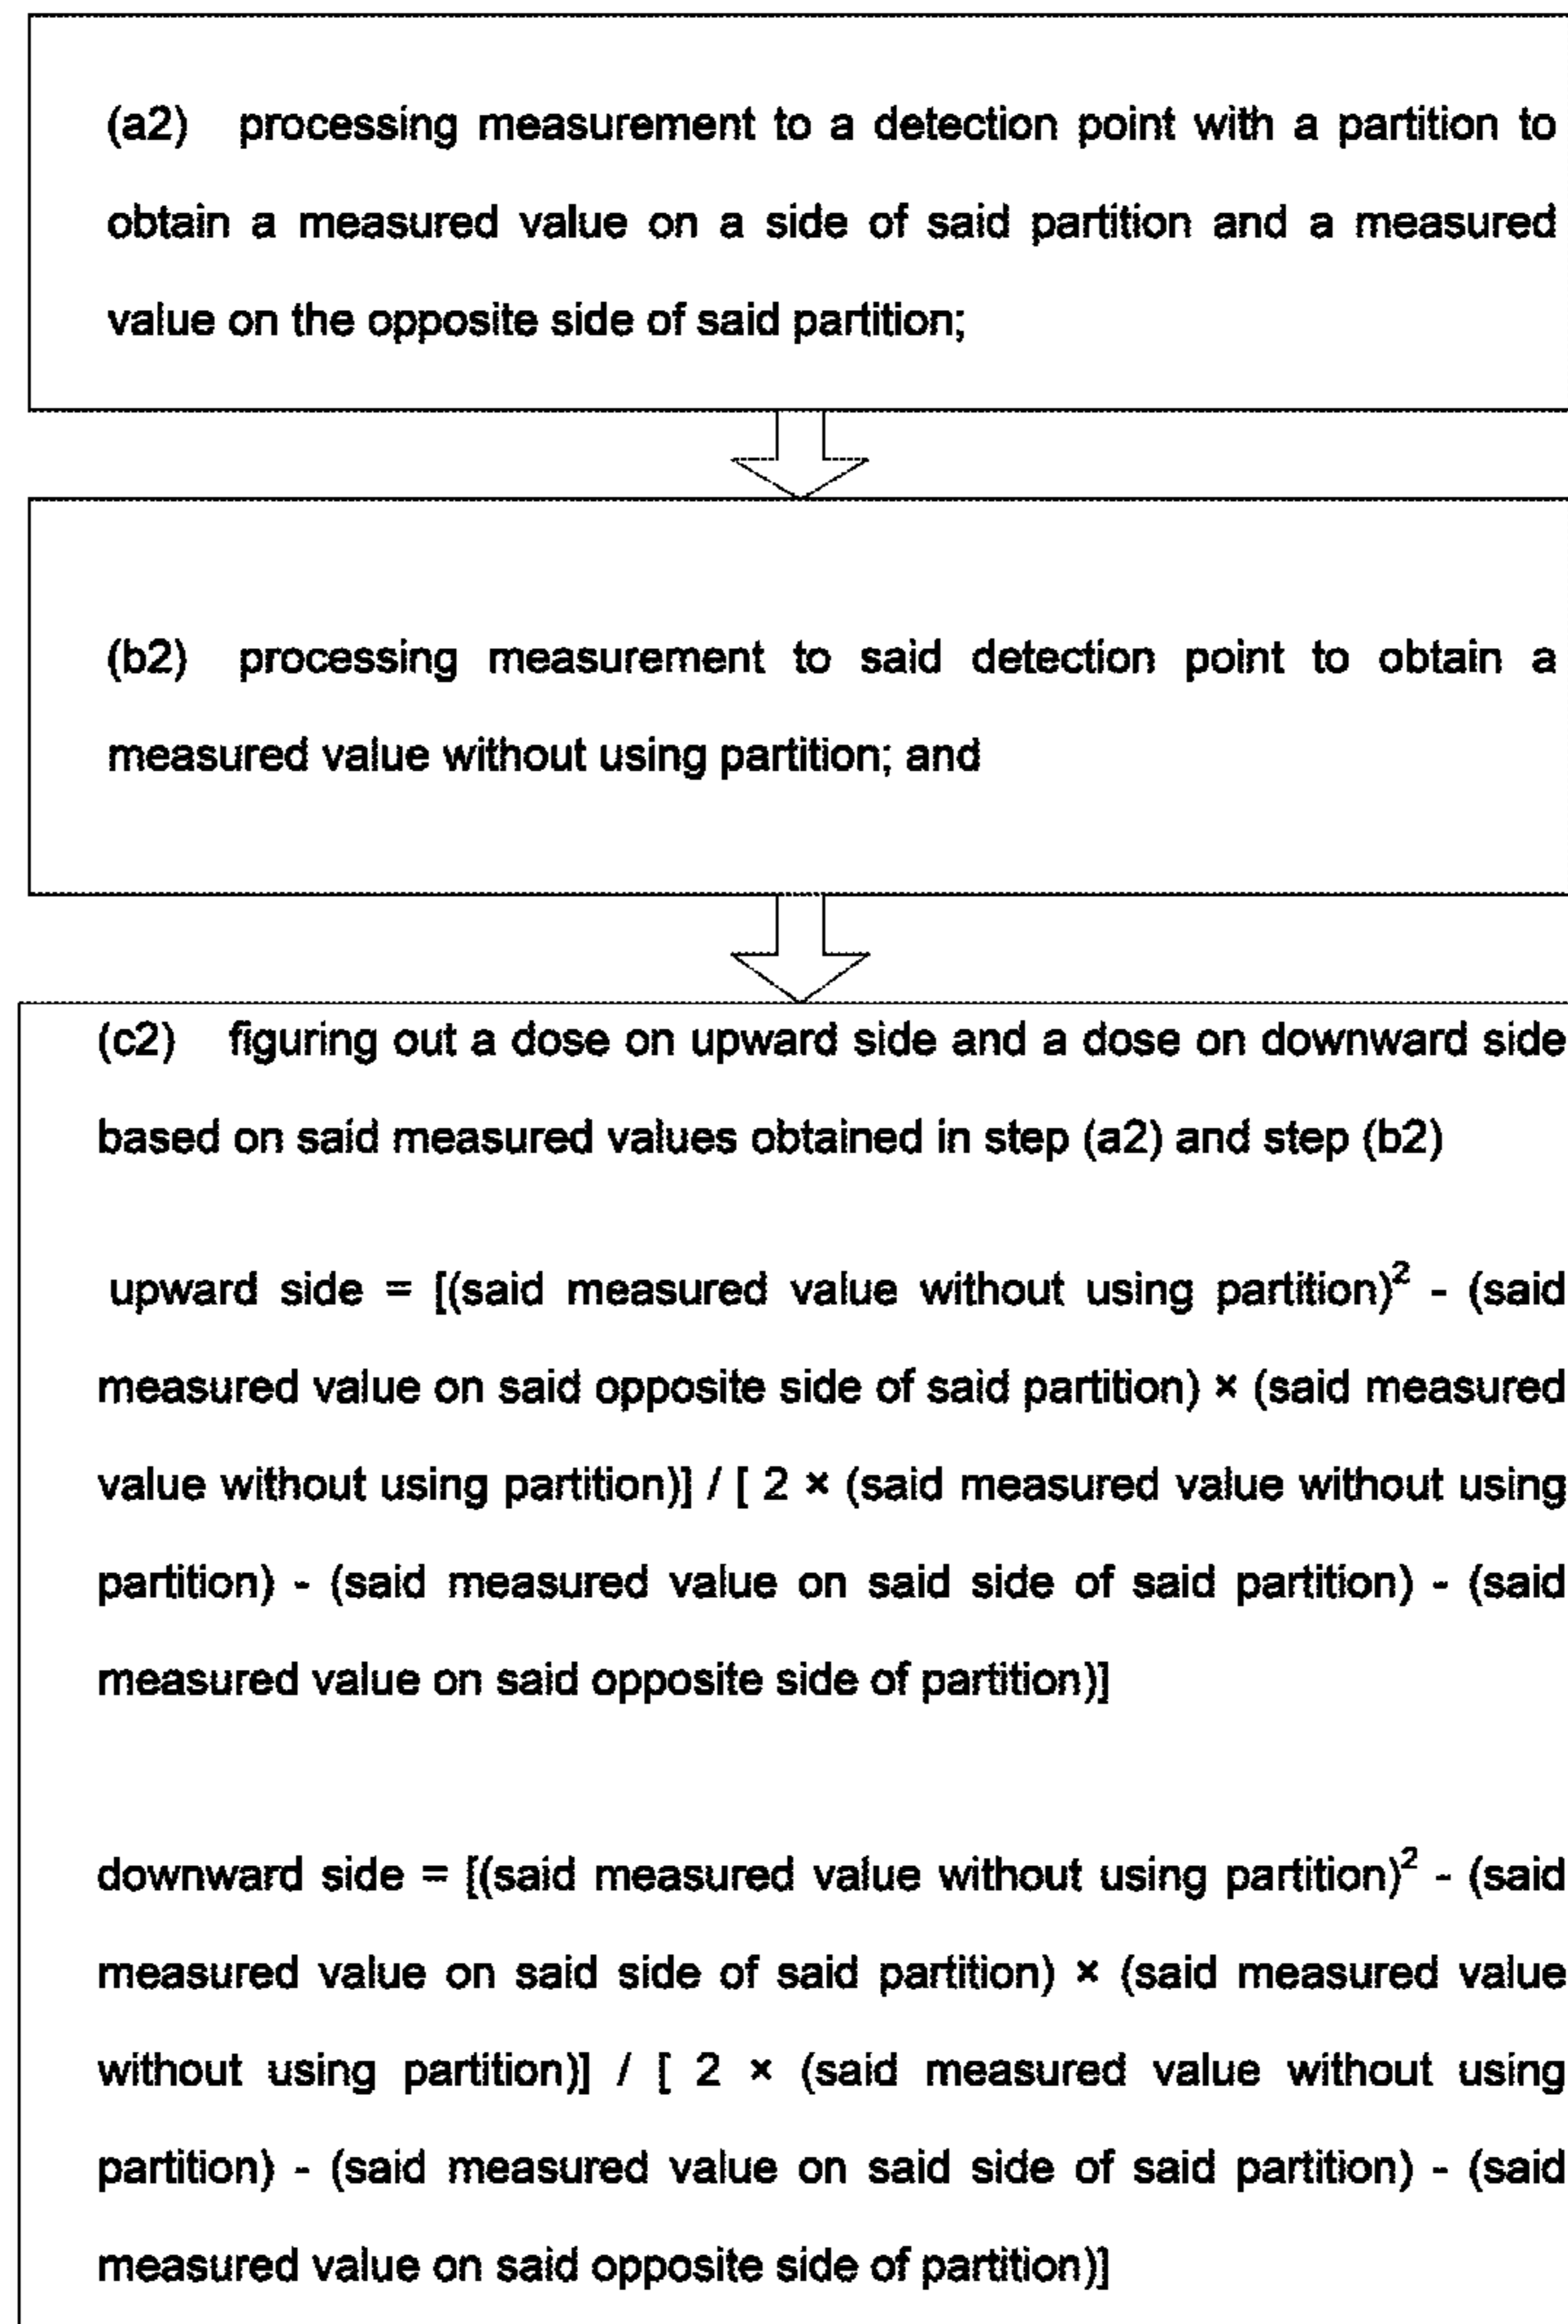 (a2) processing measurement to a detection point with a partition to
obtain a measured value on a side of said partition and a measured
value on the opposite side of said partition;
(b2) processing measurement to said detection point to obtain a
measured value without using partition; and
(c2) figuring out a dose on upward side and a dose on downward side
based on said measured values obtained in step (a2) and step (b2)
upward side = [(said measured value without using partition)² - (said
measured value on said opposite side of said partition) × (said measured
value without using partition)] / [ 2 × (said measured value without using
partition) - (said measured value on said side of said partition) - (said
measured value on said opposite side of partition)]
downward side = [(said measured value without using partition)² - (said
measured value on said side of said partition) × (said measured value
without using partition)] / [ 2 × (said measured value without using
partition) - (said measured value on said side of said partition) - (said
measured value on said opposite side of partition)]